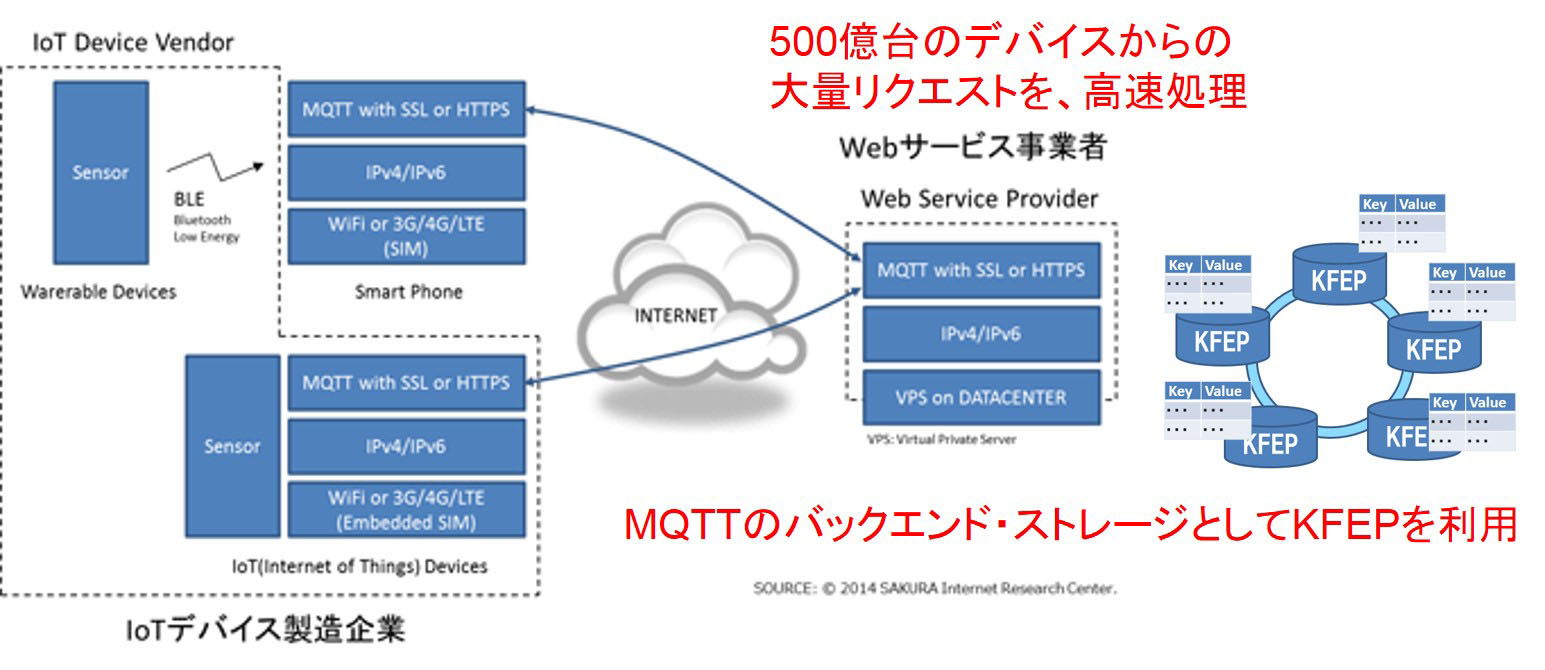 IoT Device Vendor
Sensor
BLE
Bluetooth
Low Energy
Warerable Devices
MQTT with SSL or HTTPS
IPv4/IPv6
WiFi or 3G/4G/LTE
(SIM)
Smart Phone
Sensor
MQTT with SSL or HTTPS
IPv4/IPv6
WiFi or 3G/4G/LTE
(Embedded SIM)
IoT(Internet of Things) Devices
IoTデバイス製造企業
INTERNET
500億台のデバイスからの
大量リクエストを、高速処理
Webサービス事業者
Web Service Provider
MQTT with SSL or HTTPS
IPv4/IPv6
VPS on DATACENTER
VPS: Virtual Private Server
Key Value
... ...
... ...
KFEP
Key Value
... ...
... ...
KFEP
Key Value
... ...
... ...
KFEP
Key Value
... ...
... ...
KFEP
Key Value
... ...
... ...
KFE
MQTTのバックエンド・ストレージとしてKFEPを利用
SOURCE: © 2014 SAKURA Internet Research Center.